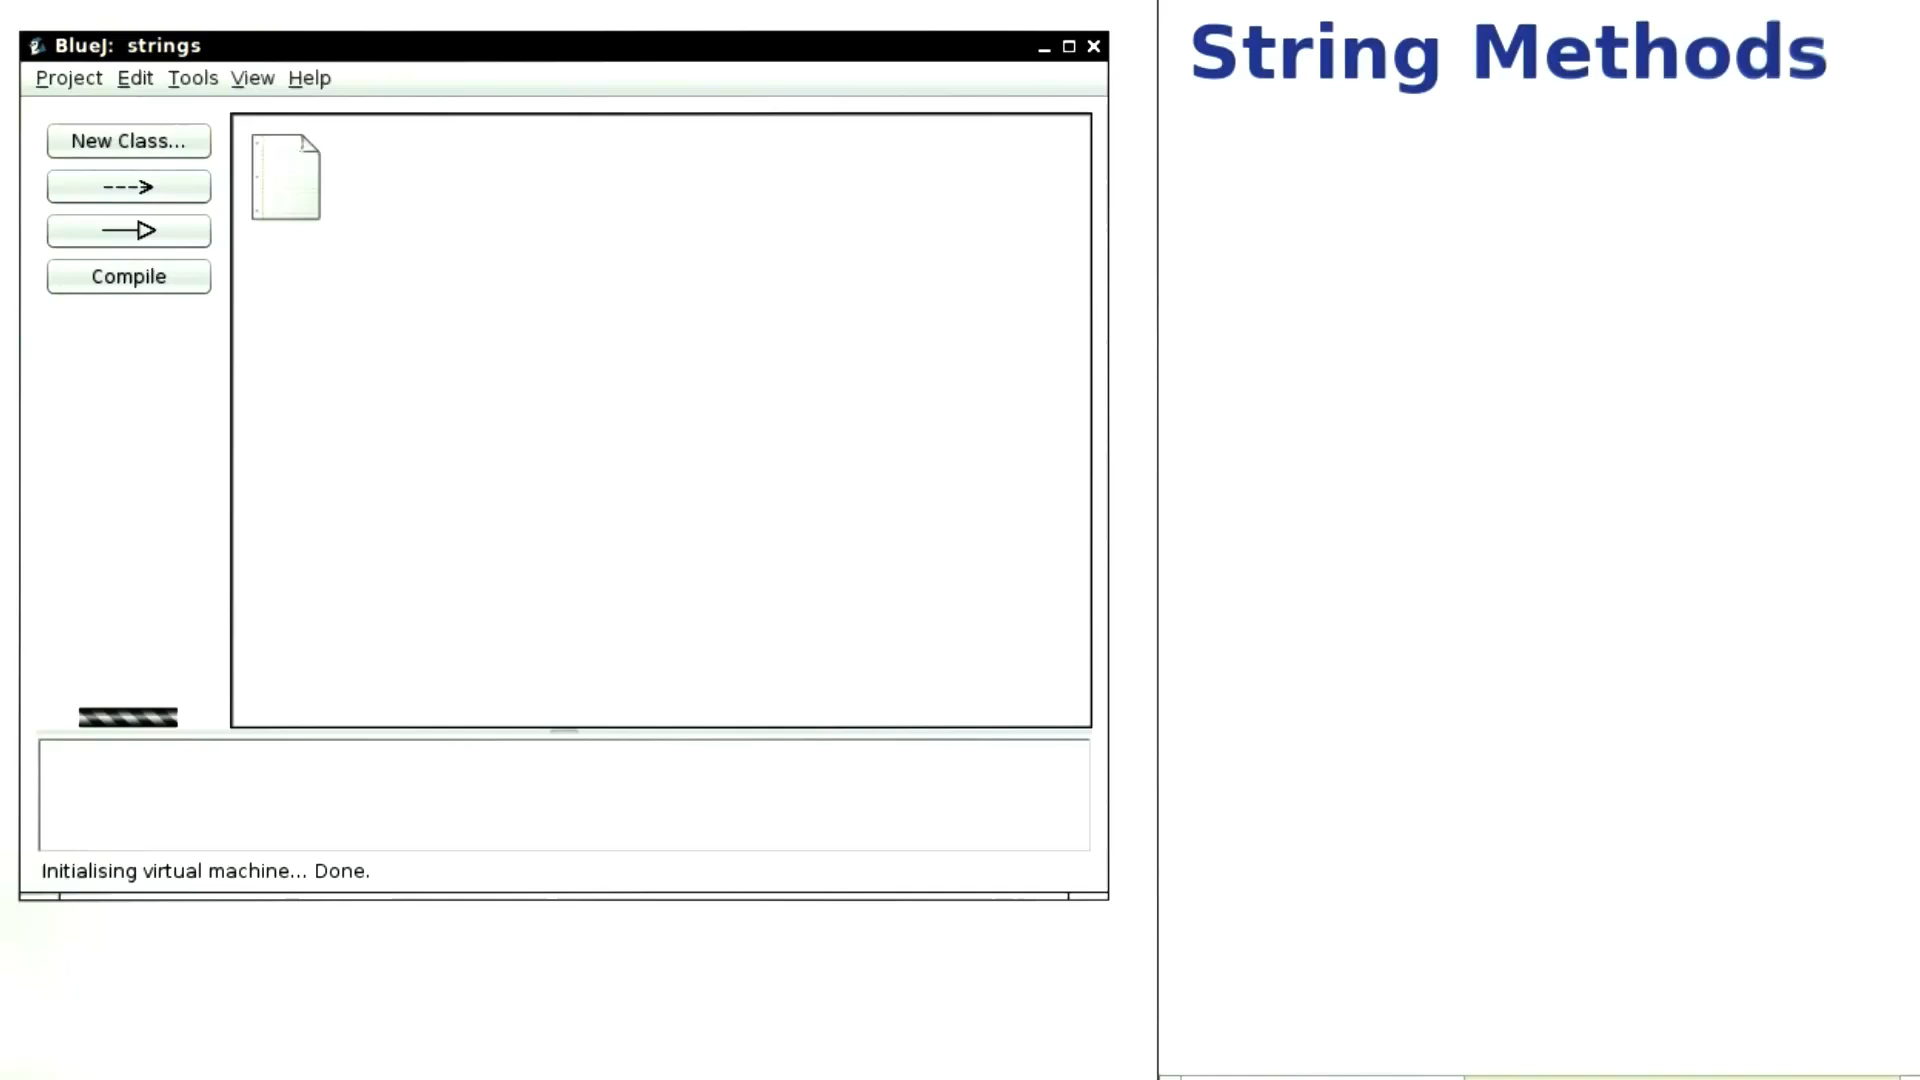 BlueJ: strings
Project Edit Tools View Help
New Class...
Compile
Initialising virtual machine... Done.
String Methods